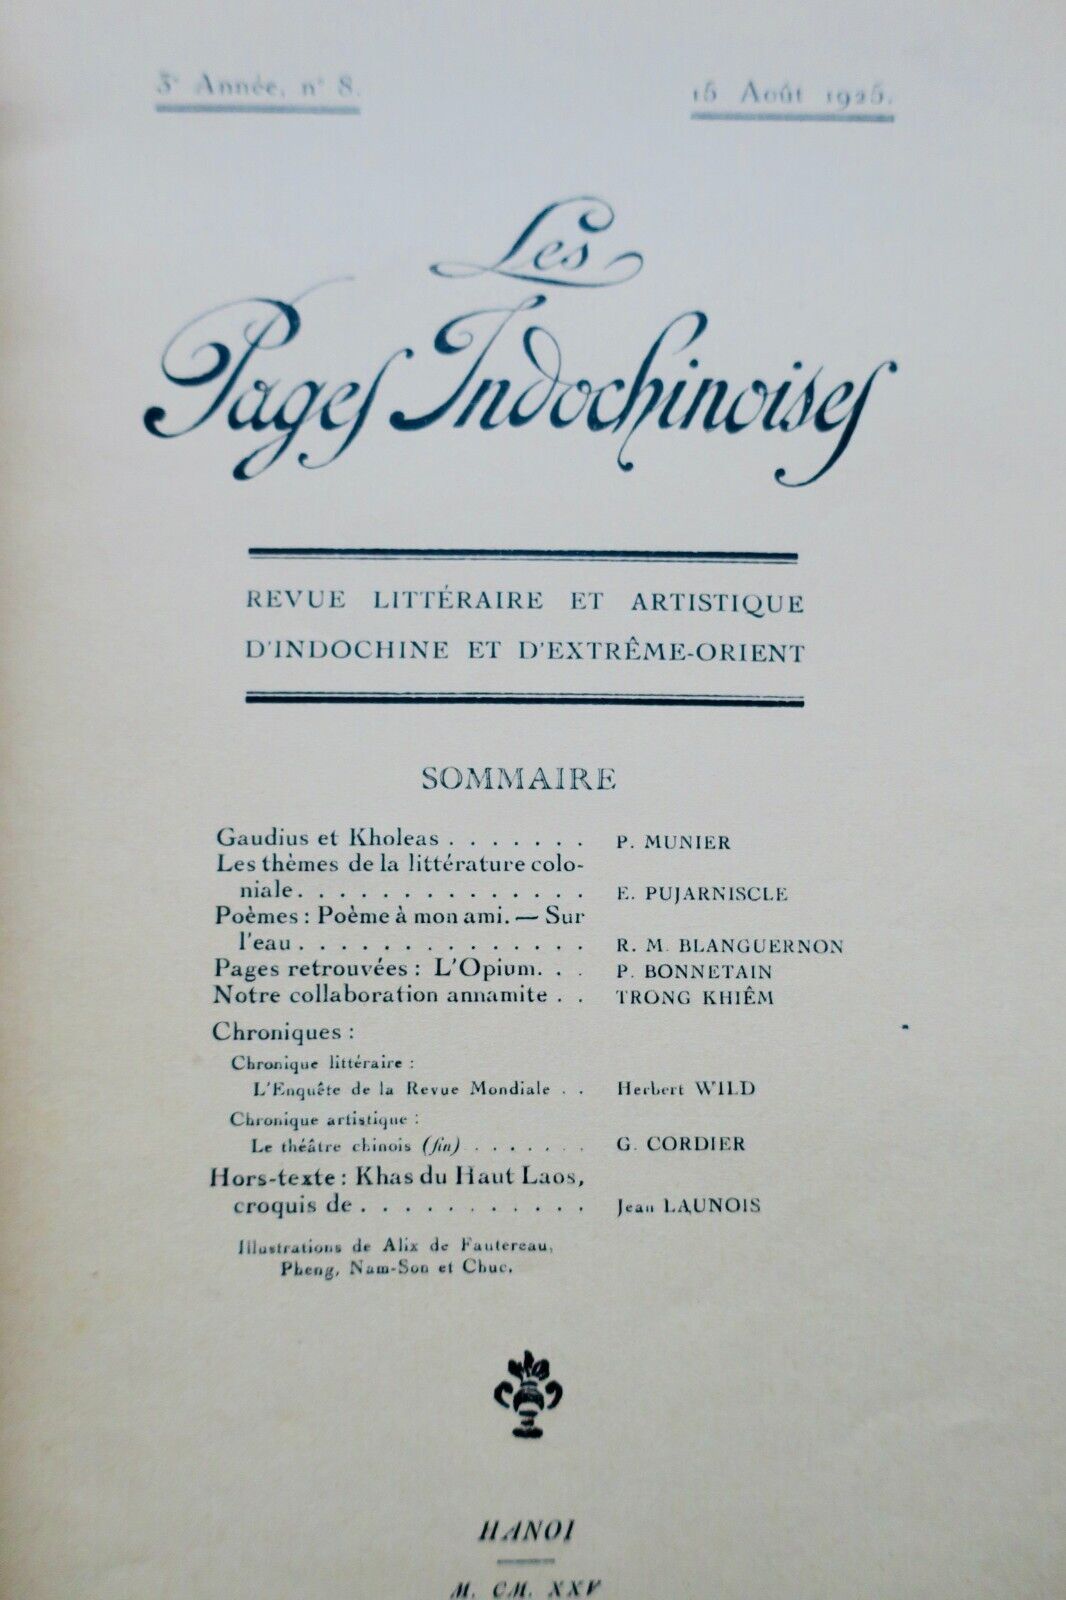 3e Année, n° 8.
15 Août 1925.
Les
Pages Indochinoises
REVUE LITTÉRAIRE ET ARTISTIQUE
D'INDOCHINE ET D'EXTRÊME-ORIENT
SOMMAIRE
Gaudius et Kholeas . . . . . . . P. MUNIER
Les thèmes de la littérature colo-
niale. . . . . . . . . . . . . . E. PUJARNISCLE
Poèmes : Poème à mon ami. — Sur
l'eau . . . . . . . . . . . . . . R. M. BLANGUERNON
Pages retrouvées : L'Opium. . . P. BONNETAIN
Notre collaboration annamite . . TRONG KHIÊM
Chroniques :
Chronique littéraire :
L'Enquête de la Revue Mondiale . . Herbert WILD
Chronique artistique :
Le théâtre chinois (fin) . . . . . . . G. CORDIER
Hors-texte : Khas du Haut Laos,
croquis de . . . . . . . . . . . Jean LAUNOIS
Illustrations de Alix de Fautereau,
Pheng, Nam-Son et Chuc.
HANOI
M. CM. XXV